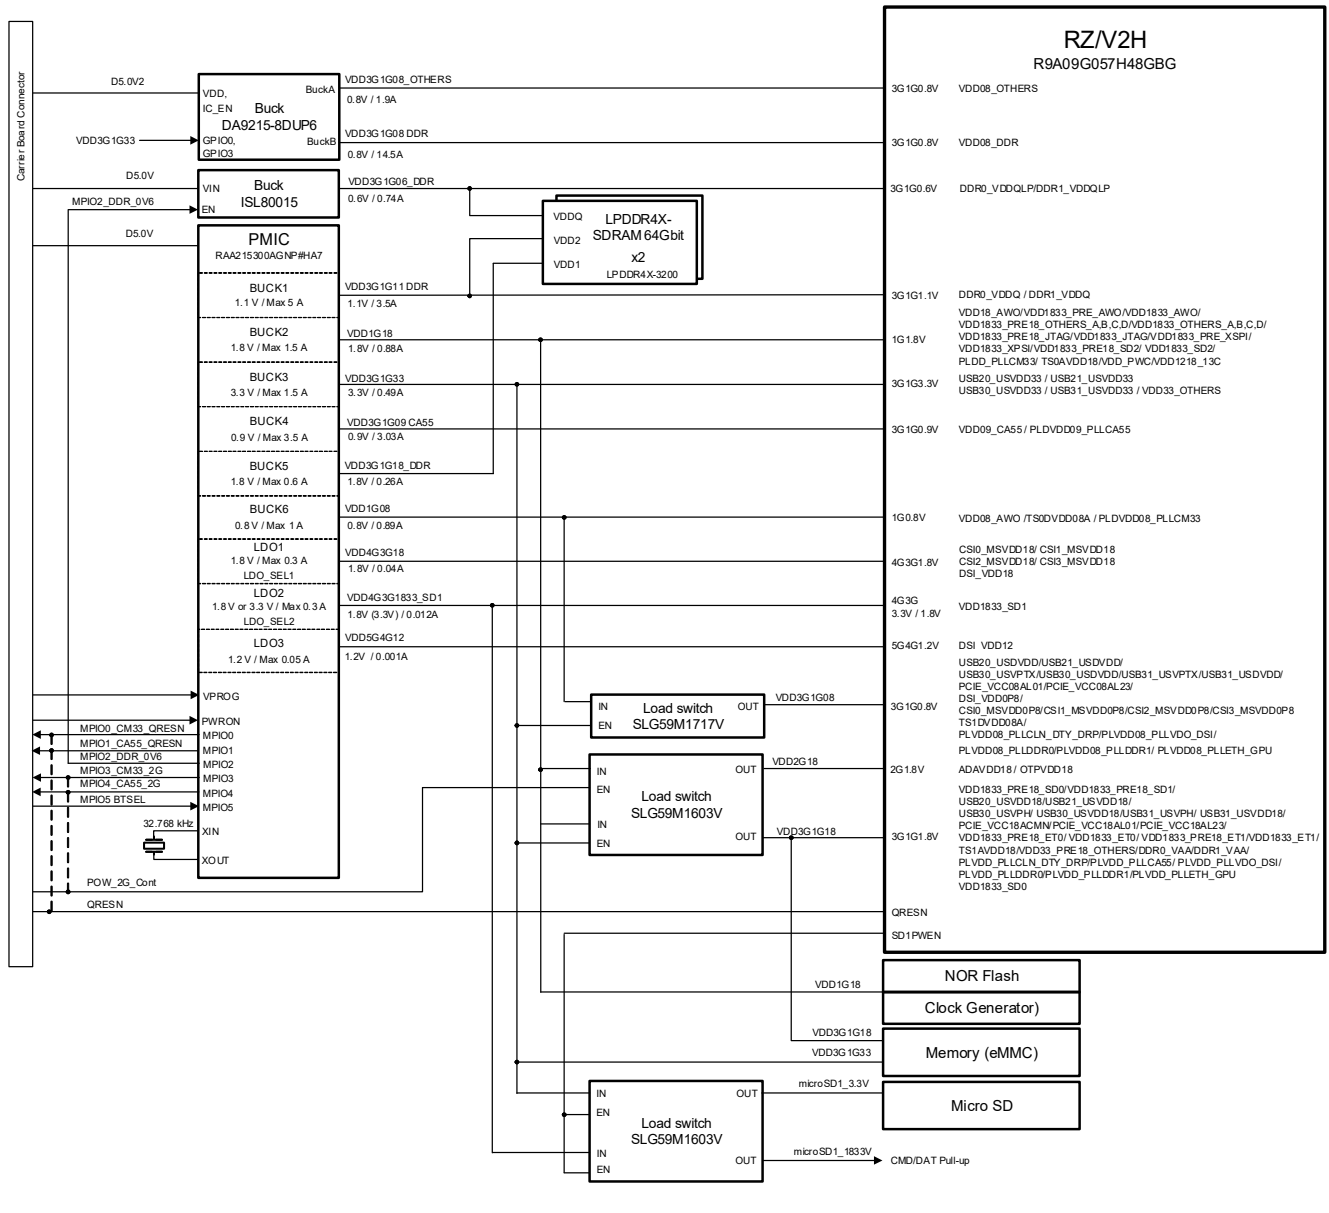 Carrier Board Connector
D5.0V2
VDD,
IC_EN
Buck
DA9215-8DUP6
BuckA
VDD3G1G33
GPIO0,
GPIO3
BuckB
VDD3G1G08_OTHERS
0.8V / 1.9A
VDD3G1G08 DDR
0.8V / 14.5A
D5.0V
VIN
Buck
ISL80015
MPIO2_DDR_0V6
EN
VDD3G1G06_DDR
0.6V / 0.74A
D5.0V
PMIC
RAA215300AGNP#HA7
BUCK1
1.1 V / Max 5 A
VDD3G1G11 DDR
1.1V / 3.5A
BUCK2
1.8 V / Max 1.5 A
VDD1G18
1.8V / 0.88A
BUCK3
3.3 V / Max 1.5 A
VDD3G1G33
3.3V / 0.49A
BUCK4
0.9 V / Max 3.5 A
VDD3G1G09 CA55
0.9V / 3.03A
BUCK5
1.8 V / Max 0.6 A
VDD3G1G18_DDR
1.8V / 0.26A
BUCK6
0.8 V / Max 1 A
VDD1G08
0.8V / 0.89A
LDO1
1.8 V / Max 0.3 A
LDO_SEL1
VDD4G3G18
1.8V / 0.04A
LDO2
1.8 V or 3.3 V / Max 0.3 A
LDO_SEL2
VDD4G3G1833_SD1
1.8V (3.3V) / 0.012A
LDO3
1.2 V / Max 0.05 A
VDD5G4G12
1.2V / 0.001A
VPROG
PWRON
MPIO0_CM33_QRESN
MPIO0
MPIO1_CA55_QRESN
MPIO1
MPIO2_DDR_0V6
MPIO2
MPIO3_CM33_2G
MPIO3
MPIO4_CA55_2G
MPIO4
MPIO5 BTSEL
MPIO5
32.768 kHz
XIN
XOUT
POW_2G_Cont
QRESN
VDDQ
VDD2
VDD1
LPDDR4X-
SDRAM 64Gbit
x2
LPDDR4X-3200
IN
EN
Load switch
SLG59M1717V
OUT
VDD3G1G08
IN
EN
IN
EN
Load switch
SLG59M1603V
OUT
OUT
VDD2G18
VDD3G1G18
RZ/V2H
R9A09G057H48GBG
3G1G0.8V VDD08_OTHERS
3G1G0.8V VDD08_DDR
3G1G0.6V DDR0_VDDQLP/DDR1_VDDQLP
3G1G1.1V DDR0_VDDQ / DDR1_VDDQ
VDD18_AWO/VDD1833_PRE_AWO/VDD1833_AWO/
VDD1833_PRE18_OTHERS_A,B,C,D/VDD1833_OTHERS_A,B,C,D/
1G1.8V VDD1833_PRE18_JTAG/VDD1833_JTAG/VDD1833_PRE_XSPI/
VDD1833_XPSI/VDD1833_PRE18_SD2/ VDD1833_SD2/
PLDD_PLLCM33/ TS0AVDD18/VDD_PWC/VDD1218_13C
3G1G3.3V USB20_USVDD33 / USB21_USVDD33
USB30_USVDD33 / USB31_USVDD33 / VDD33_OTHERS
3G1G0.9V VDD09_CA55 / PLDVDD09_PLLCA55
1G0.8V VDD08_AWO /TS0DVDD08A / PLDVDD08_PLLCM33
CSI0_MSVDD18/ CSI1_MSVDD18
4G3G1.8V CSI2_MSVDD18/ CSI3_MSVDD18
DSI_VDD18
4G3G
3.3V / 1.8V VDD1833_SD1
5G4G1.2V DSI VDD12
USB20_USDVDD/USB21_USDVDD/
USB30_USVPTX/USB30_USDVDD/USB31_USVPTX/USB31_USDVDD/
PCIE_VCC08AL01/PCIE_VCC08AL23/
DSI_VDD0P8/
3G1G0.8V CSI0_MSVDD0P8/CSI1_MSVDD0P8/CSI2_MSVDD0P8/CSI3_MSVDD0P8
TS1DVDD08A/
PLVDD08_PLLCLN_DTY_DRP/PLVDD08_PLLVDO_DSI/
PLVDD08_PLLDDR0/PLVDD08_PLLDDR1/ PLVDD08_PLLETH_GPU
2G1.8V ADAVDD18/ OTPVDD18
VDD1833_PRE18_SD0/VDD1833_PRE18_SD1/
USB20_USVDD18/USB21_USVDD18/
USB30_USVPH/ USB30_USVDD18/USB31_USVPH/ USB31_USVDD18/
PCIE_VCC18ACMN/PCIE_VCC18AL01/PCIE_VCC18AL23/
3G1G1.8V VDD1833_PRE18_ET0/ VDD1833_ET0/ VDD1833_PRE18_ET1/VDD1833_ET1/
TS1AVDD18/VDD33_PRE18_OTHERS/DDR0_VAA/DDR1_VAA/
PLVDD_PLLCLN_DTY_DRP/PLVDD_PLLCA55/ PLVDD_PLLVDO_DSI/
PLVDD_PLLDDR0/PLVDD_PLLDDR1/PLVDD_PLLETH_GPU
VDD1833_SD0
QRESN
SD1PWEN
VDD1G18
NOR Flash
Clock Generator)
VDD3G1G18
VDD3G1G33
Memory (eMMC)
IN
EN
IN
EN
Load switch
SLG59M1603V
OUT
OUT
microSD1_3.3V
Micro SD
microSD1_1833V
CMD/DAT Pull-up